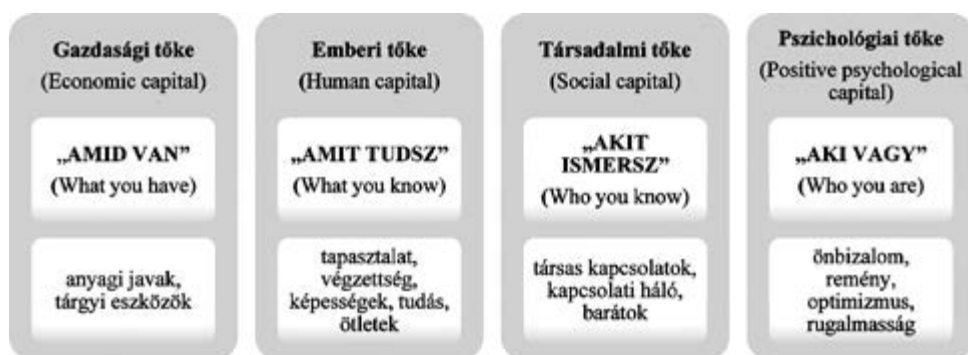 Gazdasági tőke
(Economic capital)
„AMID VAN”
(What you have)
anyagi javak,
tárgyi eszközök
Emberi tőke
(Human capital)
„AMIT TUDSZ”
(What you know)
tapasztalat,
végzettség,
képességek, tudás,
ötletek
Társadalmi tőke
(Social capital)
„AKIT
ISMERSZ”
(Who you know)
társas kapcsolatok,
kapcsolati háló,
barátok
Pszichológiai tőke
(Positive psychological
capital)
„AKI VAGY”
(Who you are)
önbizalom,
remény,
optimizmus,
rugalmasság